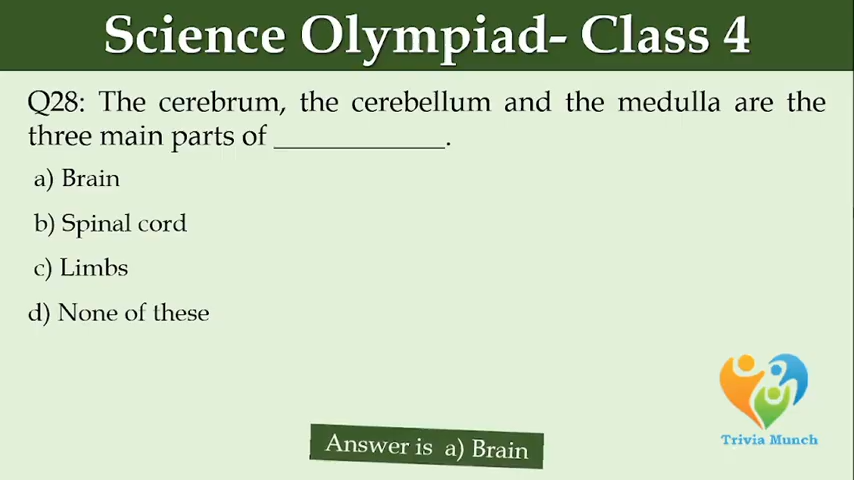 Science Olympiad- Class 4
Q28: The cerebrum, the cerebellum and the medulla are the
three main parts of ____________.
a) Brain
b) Spinal cord
c) Limbs
d) None of these
Trivia Munch
Answer is a) Brain